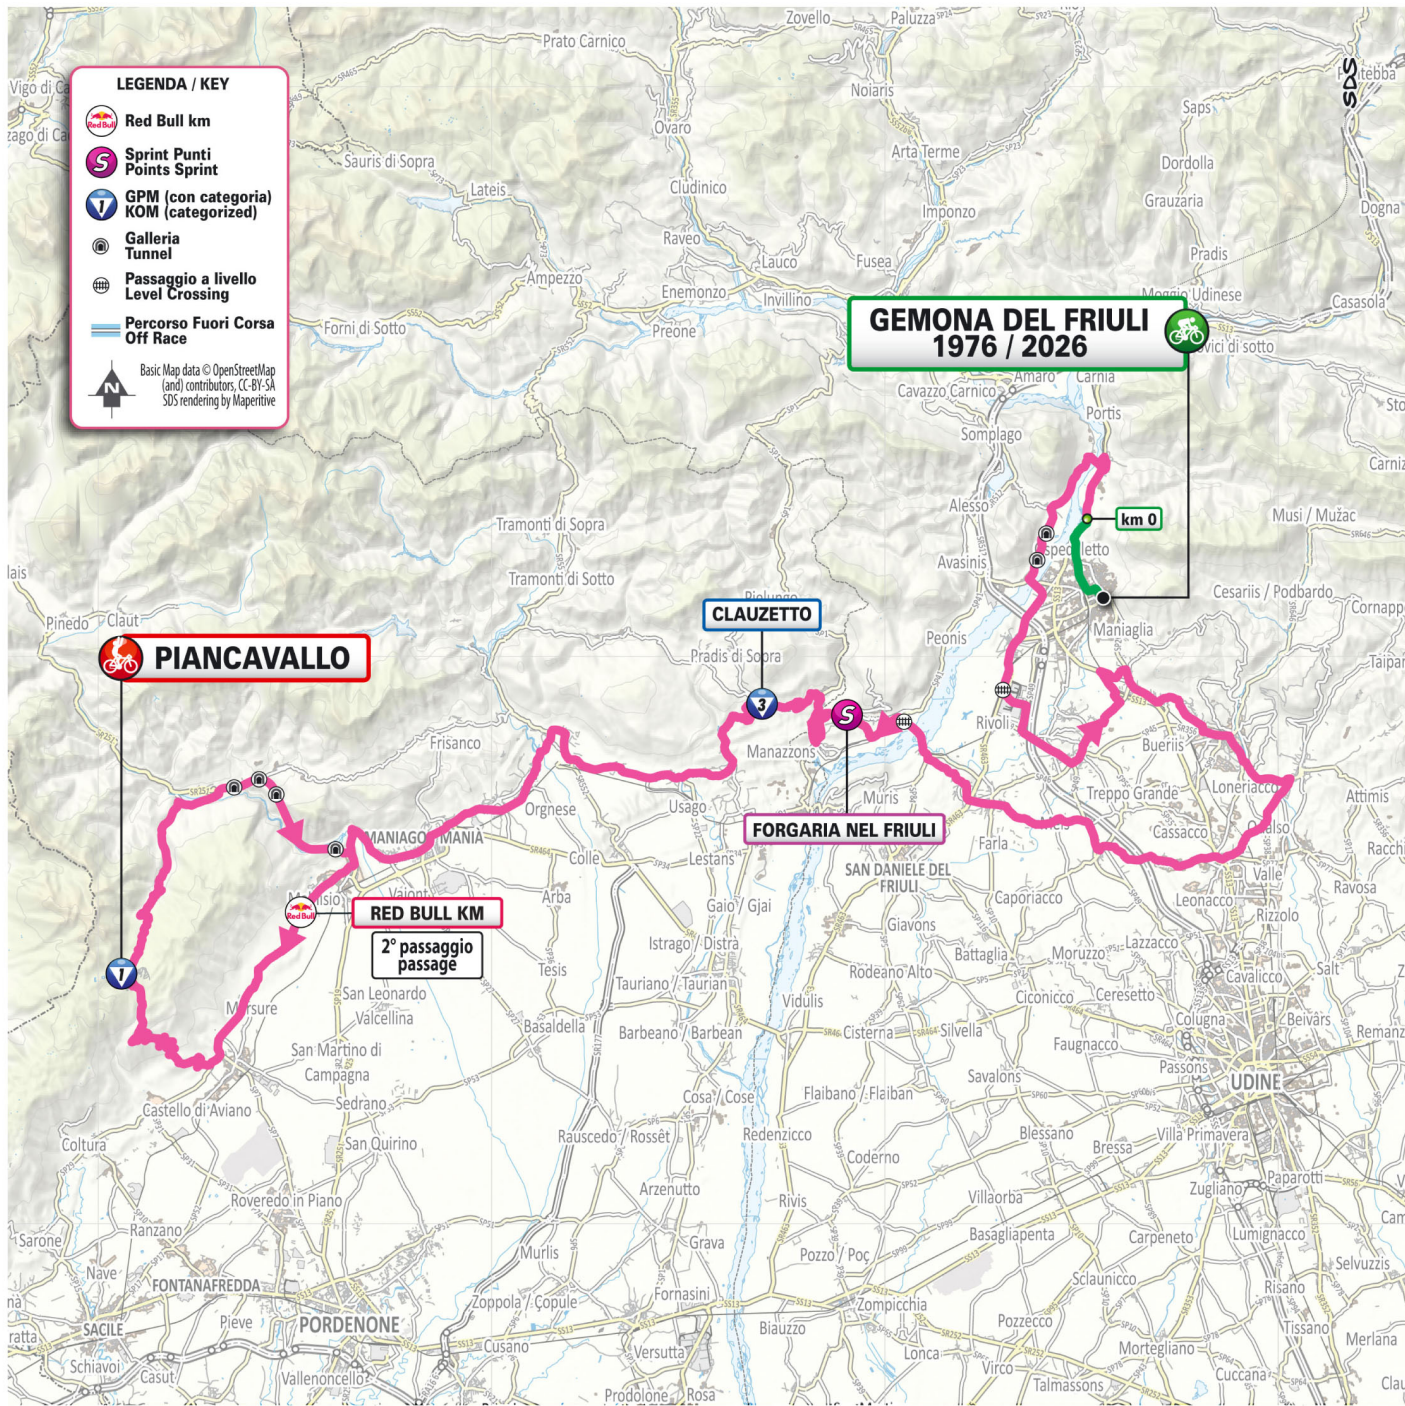 LEGENDA / KEY
Red Bull km
Sprint Punti
Points Sprint
GPM (con categoria)
KOM (categorized)
Galleria
Tunnel
Passaggio a livello
Level Crossing
Percorso Fuori Corsa
Off Race
N
Basic Map data © OpenStreetMap
(and) contributors, CC-BY-SA
SDS rendering by Maperitive
SDS
GEMONA DEL FRIULI
1976 / 2026
km 0
CLAUZETTO
3
S
FORGARIA NEL FRIULI
PIANCAVALLO
1
RED BULL KM
2° passaggio
passage
Zovello
Paluzza
Prato Carnico
Noiaris
Saps
Ovaro
Arta Terme
Dordolla
Sauris di Sopra
Lateis
Cludinico
Grauzaria
Dogna
Imponzo
Raveo
Lauco
Fusea
Pradis
Ampezzo
Enemonzo
Invillino
Moggio Udinese
Casasola
Forni di Sotto
Preone
Amaro
Carnia
Cavazzo Carnico
Portis
Somplago
Alesso
Musi / Mužac
Tramonti di Sopra
Avasinis
Tramonti di Sotto
Cesariis / Podbardo
Pinedo
Claut
Peonis
Maniaglia
Pradis di Sopra
Rivoli
Frisanco
Manazzons
Bueriis
Loneriacco
Attimis
Orgnese
Usago
Muris
Treppo Grande
Cassacco
MANIAGO
MANIA
Colle
Lestans
Farla
Valle
SAN DANIELE DEL
FRIULI
Vajont
Arba
Gaio / Gjai
Caporiacco
Leonacco
Ravosa
Rizzolo
Giavons
Istrago / Distrà
Battaglia
Moruzzo
Lazzacco
Tesis
Tauriano / Taurian
Rodeano Alto
Salt
Cavalicco
San Leonardo
Valcellina
Vidulis
Ciconicco
Ceresetto
Basaldella
Barbeano / Barbean
Cisterna
Silvella
Colugna
Beivârs
Faugnacco
San Martino di
Campagna
Passons
UDINE
Savalons
Sedrano
Castello di Aviano
Cosa / Cose
Flaibano / Flaiban
Coltura
San Quirino
Rauscedo / Rossêt
Redenzicco
Blessano
Bressa
Villa Primavera
Coderno
Zugliano
Paparotti
Roveredo in Piano
Arzenutto
Rivis
Villaorba
Ranzano
Sarone
Murlis
Grava
Pozzo / Poç
Basagliapenta
Carpeneto
Lumignacco
Nave
FONTANAFREDDA
Selvuzzis
Sclaunicco
Risano
Fornasini
Zoppola / Çopule
Zompicchia
SACILE
Pieve
PORDENONE
Biauzzo
Pozzecco
Tissano
Merlana
Cusano
Versutta
Lonca
Mortegliano
Schiavoi
Casut
Vallenoncello
Virco
Cuccana
Prodolone
Rosa
Talmassons